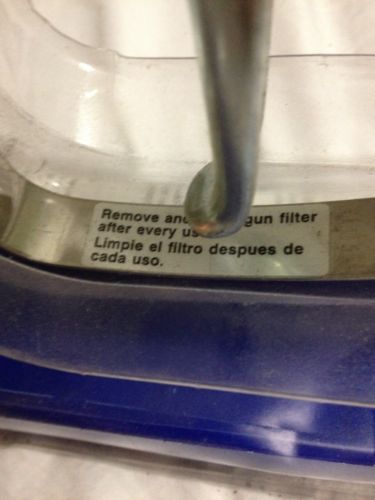 Remove and gun filter
after every us
Limpie el filtro despues de
cada uso.